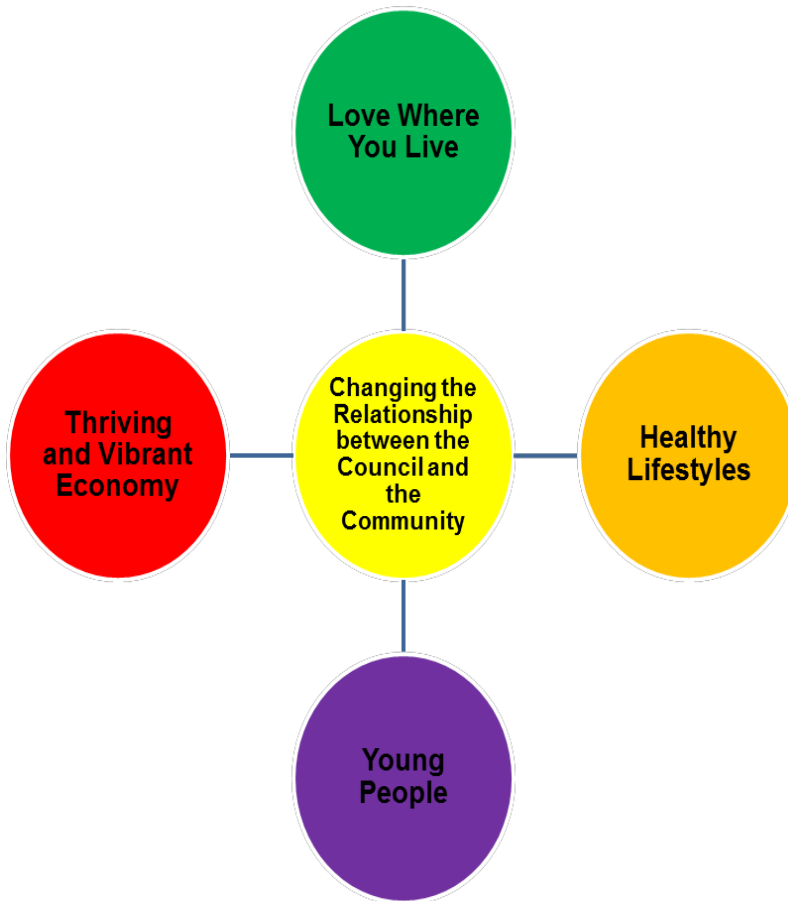 Love Where
You Live
Thriving
and Vibrant
Economy
Changing the
Relationship
between the
Council and
the
Community
Healthy
Lifestyles
Young
People